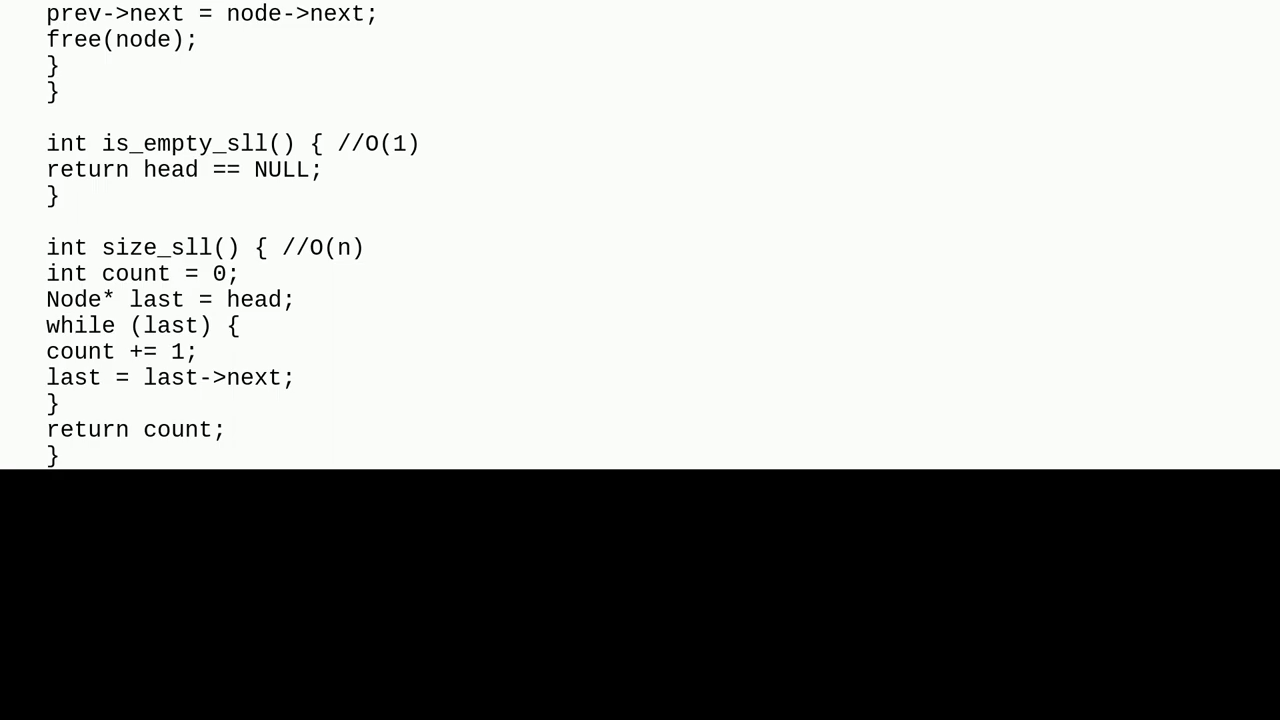 prev->next = node->next;
free(node);
}
}
int is_empty_sll() { //O(1)
return head == NULL;
}
int size_sll() { //O(n)
int count = 0;
Node* last = head;
while (last) {
count += 1;
last = last->next;
}
return count;
}